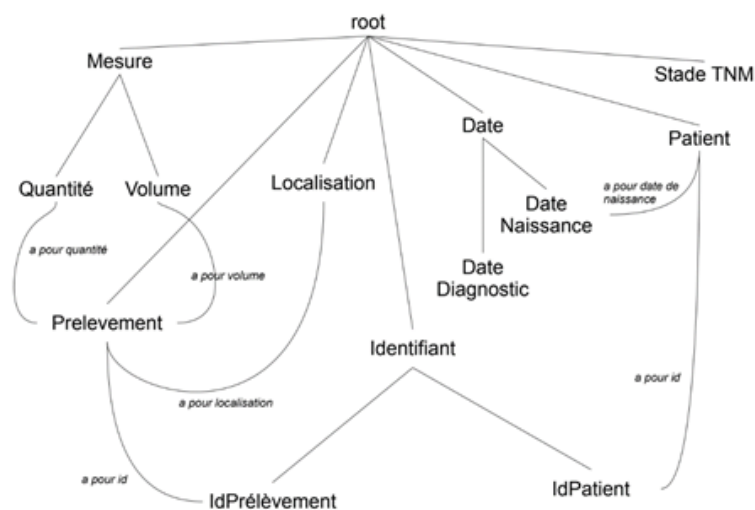 root
Mesure
Stade TNM
Date
Patient
Quantité
Volume
Localisation
a pour date de
naissance
Date
Naissance
a pour quantité
a pour volume
Date
Diagnostic
Prelevement
Identifiant
a pour id
a pour localisation
a pour id
IdPrélèvement
IdPatient